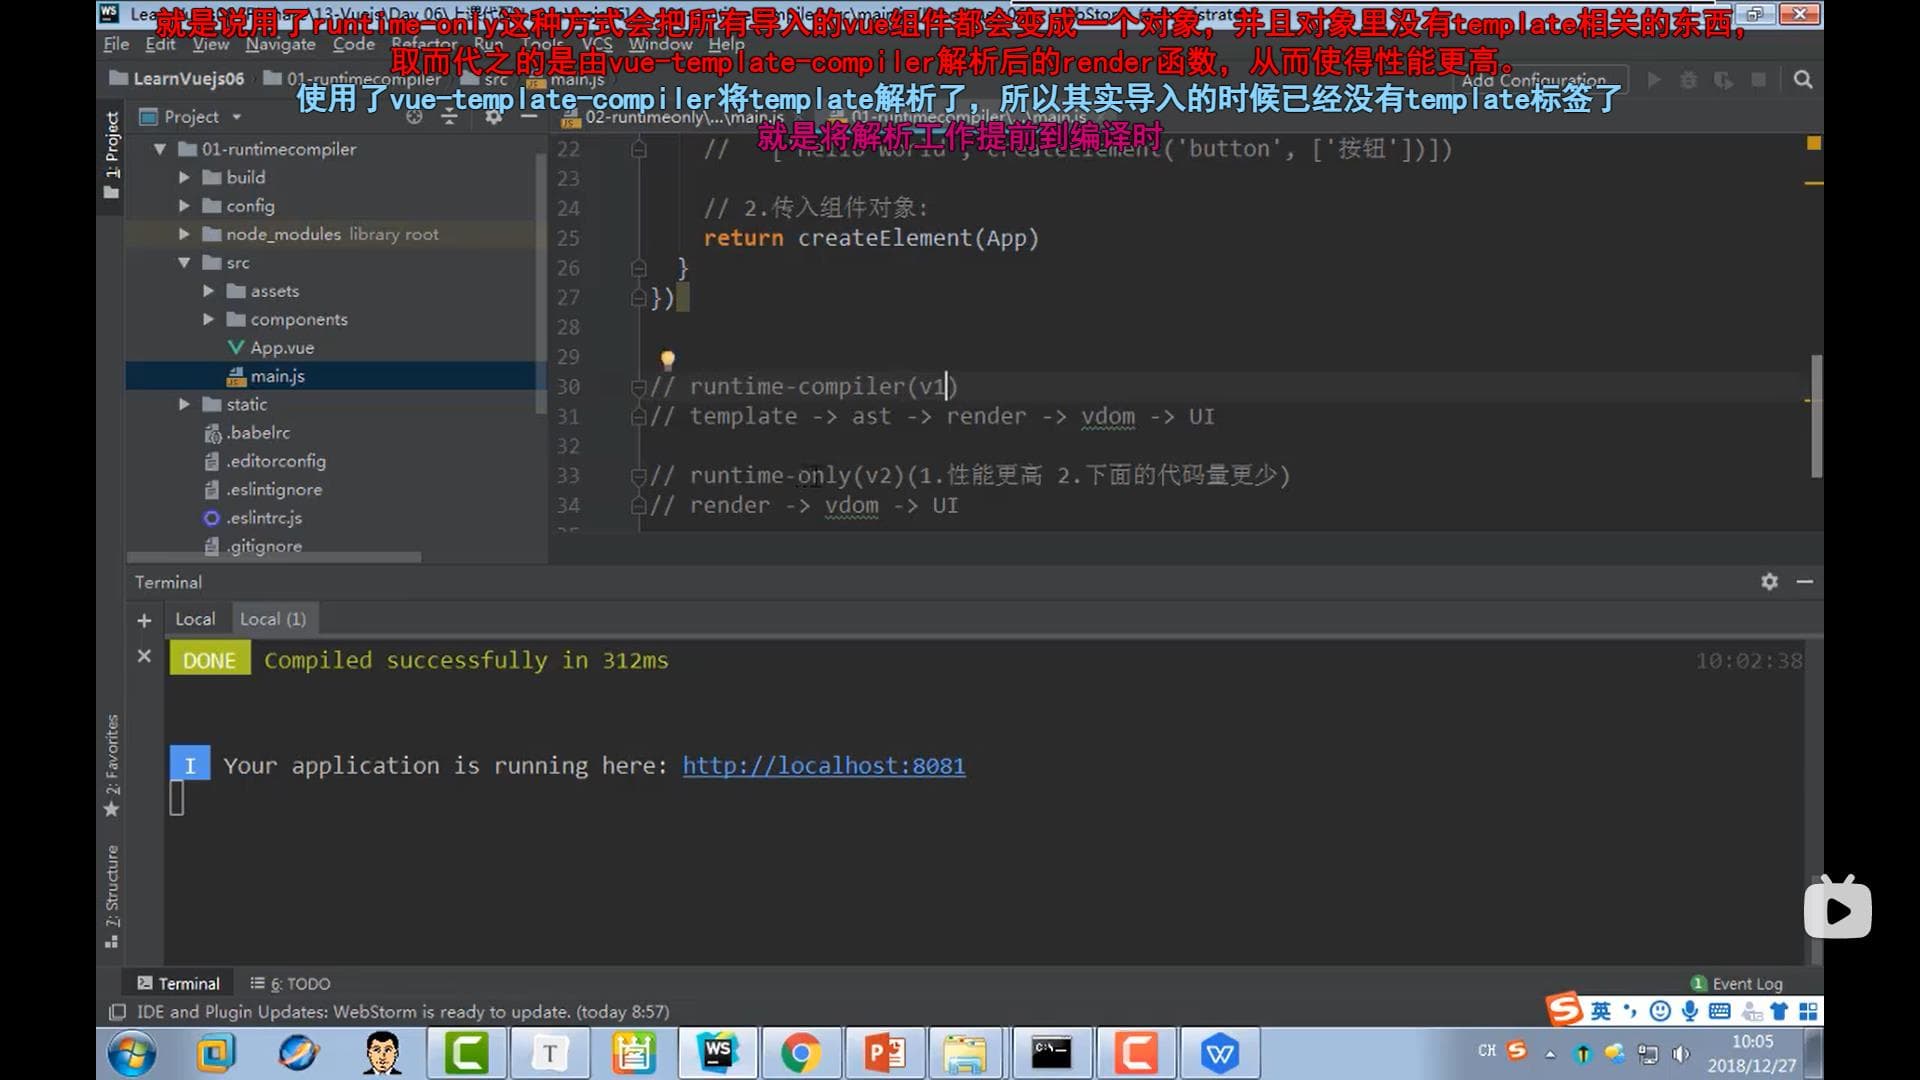 就是说用了runtime-only这种方式会把所有导入的vue组件都会变成一个对象，并且对象里没有template相关的东西，
取而代之的是由vue-template-compiler解析后的render函数，从而使得性能更高。
使用了vue-template-compiler将template解析了，所以其实导入的时候已经没有template标签了
就是将解析工作提前到编译时
File Edit View Navigate Code Refactor Run Tools VCS Window Help
LearnVuejs06 01-runtimecompiler src main.js
Add Configuration...
1: Project
Project
02-runtimeonly\...\main.js
01-runtimecompiler\...\main.js
01-runtimecompiler
build
config
node_modules library root
src
assets
components
App.vue
main.js
static
.babelrc
.editorconfig
.eslintignore
.eslintrc.js
.gitignore
22 // ['Hello World', createElement('button', ['按钮'])])
23
24 // 2.传入组件对象:
25 return createElement(App)
26 }
27 })
28
29
30 // runtime-compiler(v1)
31 // template -> ast -> render -> vdom -> UI
32
33 // runtime-only(v2)(1.性能更高 2.下面的代码量更少)
34 // render -> vdom -> UI
Terminal
Local Local (1)
DONE Compiled successfully in 312ms 10:02:38
I Your application is running here: http://localhost:8081
2: Favorites
7: Structure
Terminal 6: TODO
1 Event Log
IDE and Plugin Updates: WebStorm is ready to update. (today 8:57)
英
CH
10:05
2018/12/27